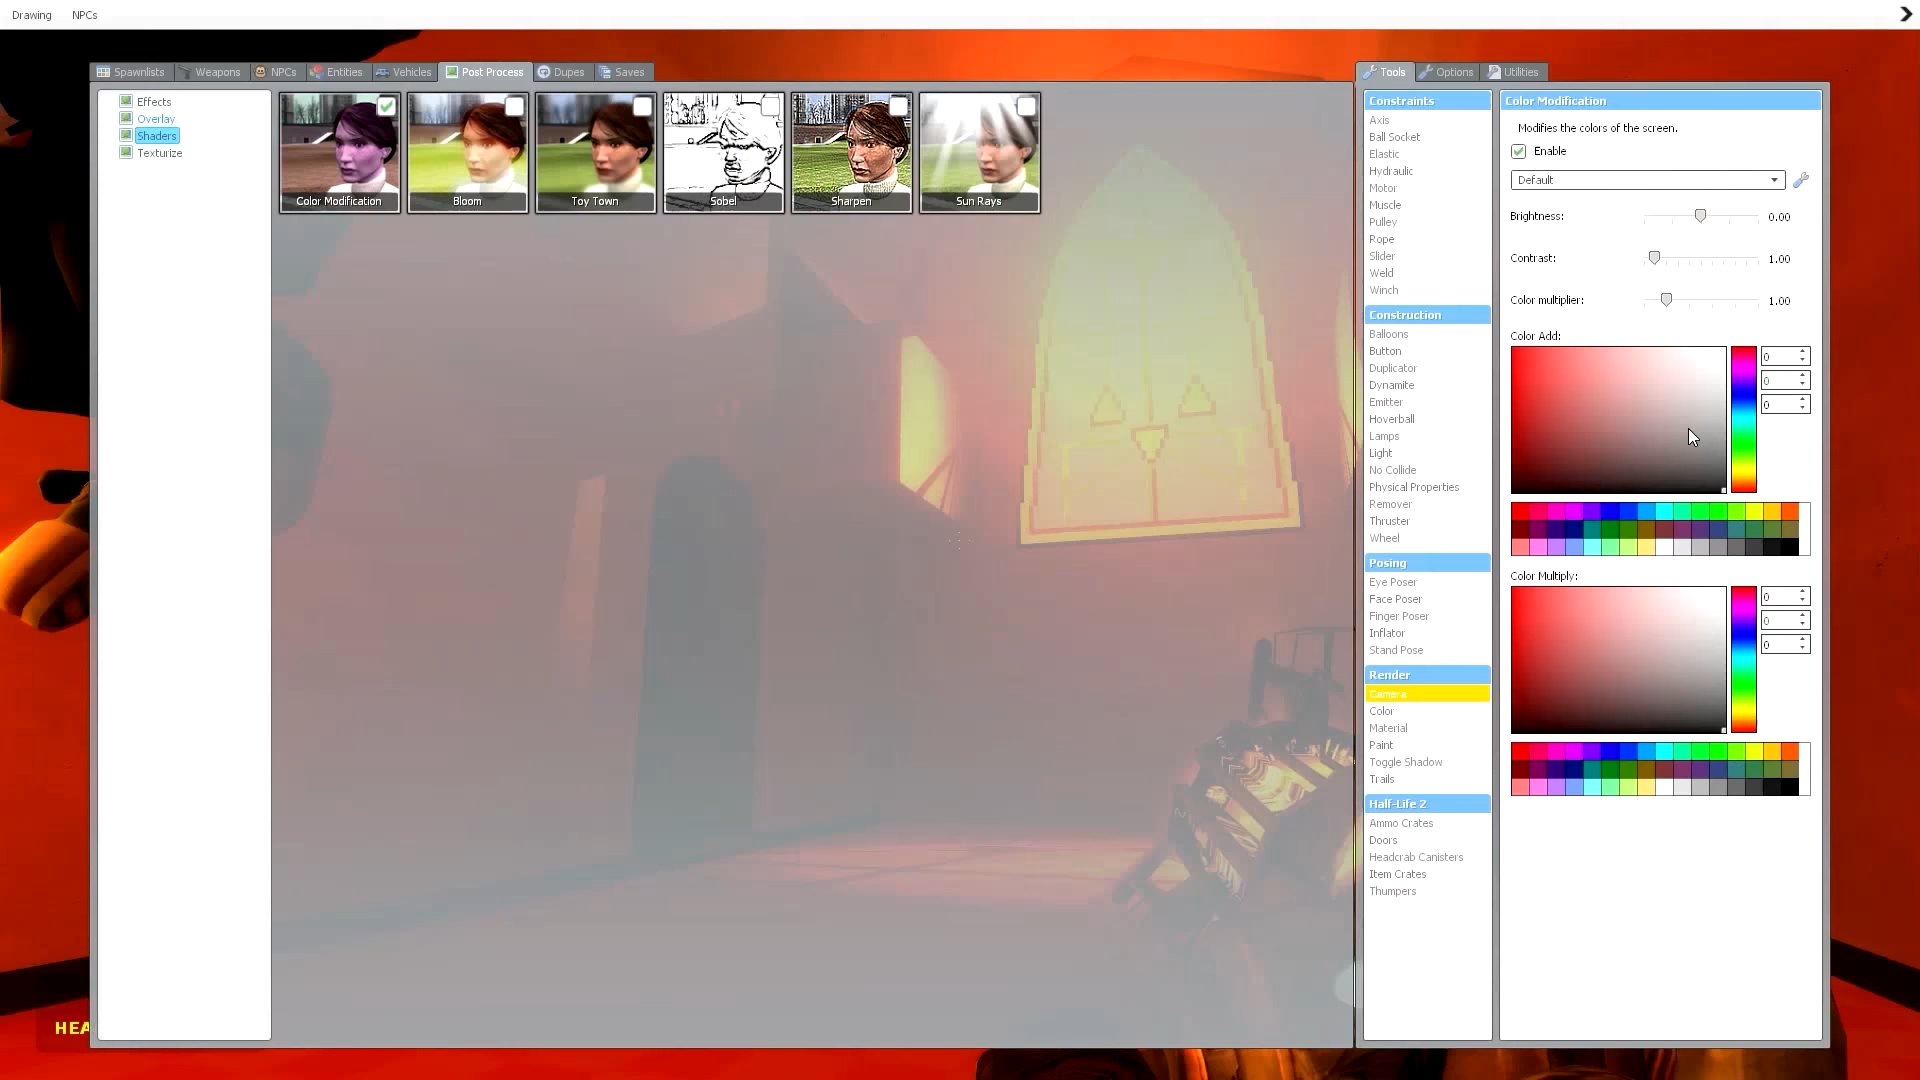 Drawing NPCs
Spawnlists Weapons NPCs Entities Vehicles Post Process Dupes Saves
Tools Options Utilities
Effects
Overlay
Shaders
Texturize
Color Modification
Bloom
Toy Town
Sobel
Sharpen
Sun Rays
Constraints
Axis
Ball Socket
Elastic
Hydraulic
Motor
Muscle
Pulley
Rope
Slider
Weld
Winch
Construction
Balloons
Button
Duplicator
Dynamite
Emitter
Hoverball
Lamps
Light
No Collide
Physical Properties
Remover
Thruster
Wheel
Posing
Eye Poser
Face Poser
Finger Poser
Inflator
Stand Pose
Render
Camera
Color
Material
Paint
Toggle Shadow
Trails
Half-Life 2
Ammo Crates
Doors
Headcrab Canisters
Item Crates
Thumpers
Color Modification
Modifies the colors of the screen.
Enable
Default
Brightness: 0.00
Contrast: 1.00
Color multiplier: 1.00
Color Add:
0
0
0
Color Multiply:
0
0
0
HEA